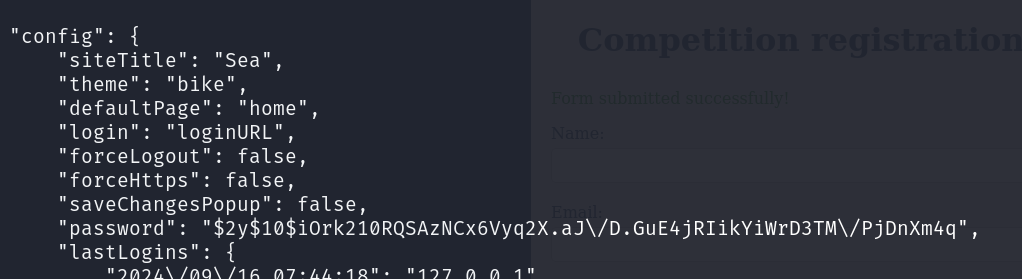 "config": {
"siteTitle": "Sea",
"theme": "bike",
"defaultPage": "home",
"login": "loginURL",
"forceLogout": false,
"forceHttps": false,
"saveChangesPopup": false,
"password": "$2y$10$iOrk210RQSAzNCx6Vyq2X.aJ\/D.GuE4jRIikYiWrD3TM\/PjDnXm4q",
"lastLogins": {
"2024\/09\/16 07:44:18": "127.0.0.1"
Competition registration
Form submitted successfully!
Name:
Email: